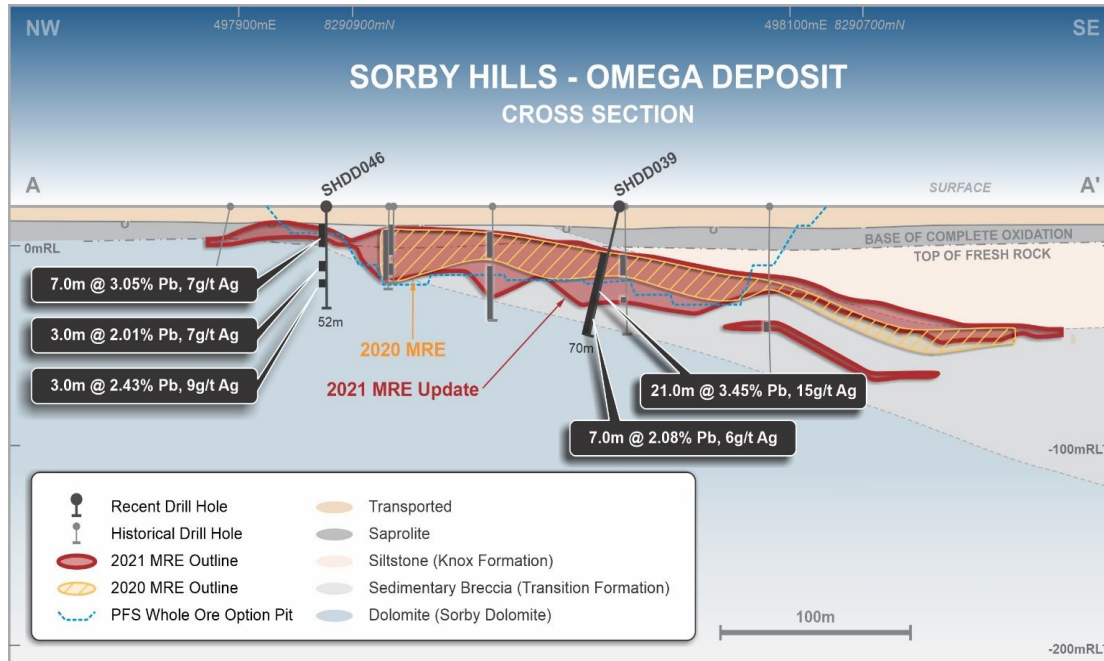 NW
497900mE
8290900mN
498100mE
8290700mN
SE
SORBY HILLS - OMEGA DEPOSIT
CROSS SECTION
A
SHDD046
SHDD039
SURFACE
A'
0mRL
BASE OF COMPLETE OXIDATION
TOP OF FRESH ROCK
7.0m @ 3.05% Pb, 7g/t Ag
3.0m @ 2.01% Pb, 7g/t Ag
3.0m @ 2.43% Pb, 9g/t Ag
52m
2020 MRE
2021 MRE Update
70m
21.0m @ 3.45% Pb, 15g/t Ag
7.0m @ 2.08% Pb, 6g/t Ag
-100mRLT
Recent Drill Hole
Historical Drill Hole
2021 MRE Outline
2020 MRE Outline
PFS Whole Ore Option Pit
Transported
Saprolite
Siltstone (Knox Formation)
Sedimentary Breccia (Transition Formation)
Dolomite (Sorby Dolomite)
100m
-200mRLT